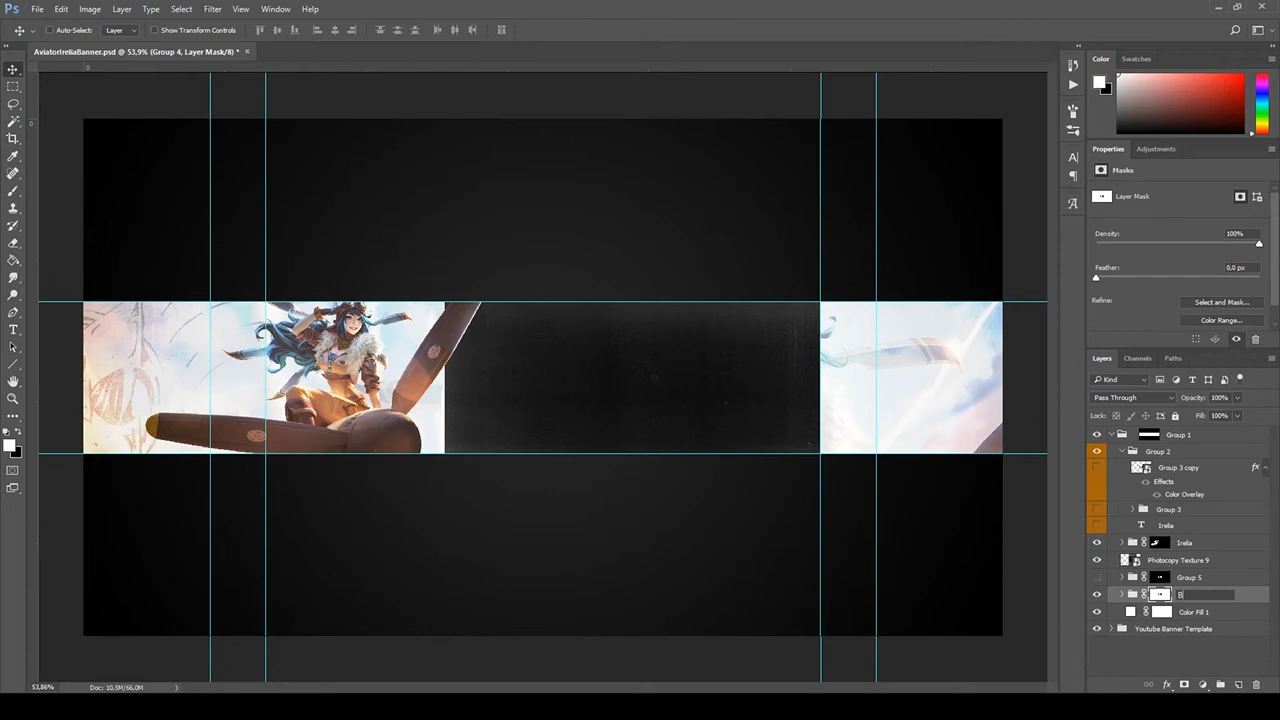 Ps File Edit Image Layer Type Select Filter View Window Help
Auto-Select: Layer Show Transform Controls
AviatorIreliaBanner.psd @ 53,9% (Group 4, Layer Mask/8) * ×
0
0
Color Swatches
Properties Adjustments
Masks
Layer Mask
Density: 100%
Feather: 0,0 px
Refine: Select and Mask...
Color Range...
Layers Channels Paths
Kind
Pass Through Opacity: 100%
Lock: Fill: 100%
Group 1
Group 2
Group 3 copy fx
Effects
Color Overlay
Group 3
T Irelia
Irelia
Photocopy Texture 9
Group 5
B
Color Fill 1
Youtube Banner Template
53,86% Doc: 10,5M/66,0M